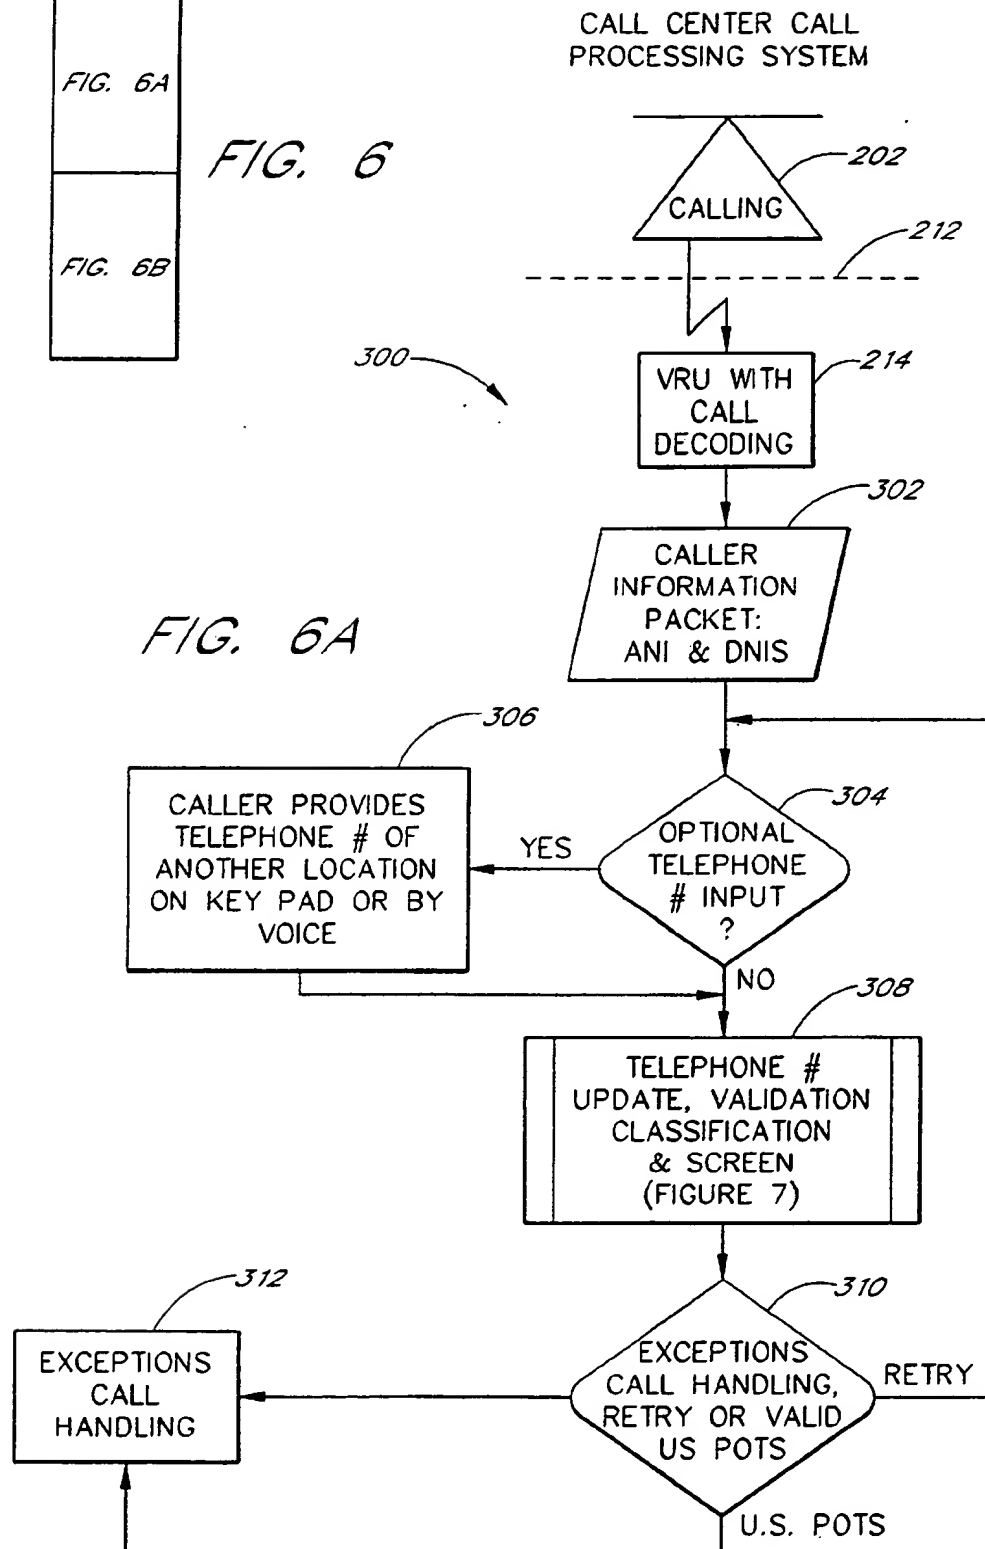 CALL CENTER CALL
PROCESSING SYSTEM
FIG. 6A
FIG. 6
FIG. 6B
202
CALLING
212
300
214
VRU WITH
CALL
DECODING
302
CALLER
INFORMATION
PACKET:
ANI & DNIS
FIG. 6A
306
CALLER PROVIDES
TELEPHONE # OF
ANOTHER LOCATION
ON KEY PAD OR BY
VOICE
YES
304
OPTIONAL
TELEPHONE
# INPUT
?
NO
308
TELEPHONE #
UPDATE, VALIDATION
CLASSIFICATION
& SCREEN
(FIGURE 7)
312
EXCEPTIONS
CALL
HANDLING
310
EXCEPTIONS
CALL HANDLING,
RETRY OR VALID
US POTS
RETRY
U.S. POTS